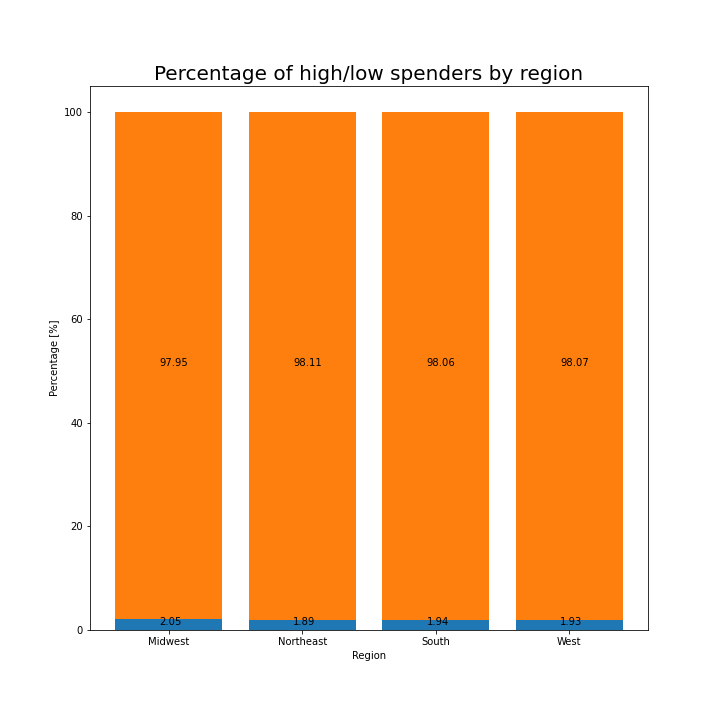 Percentage of high/low spenders by region
100
80
60
40
20
0
Percentage [%]
97.95
98.11
98.06
98.07
2.05
1.89
1.94
1.93
Midwest
Northeast
South
West
Region